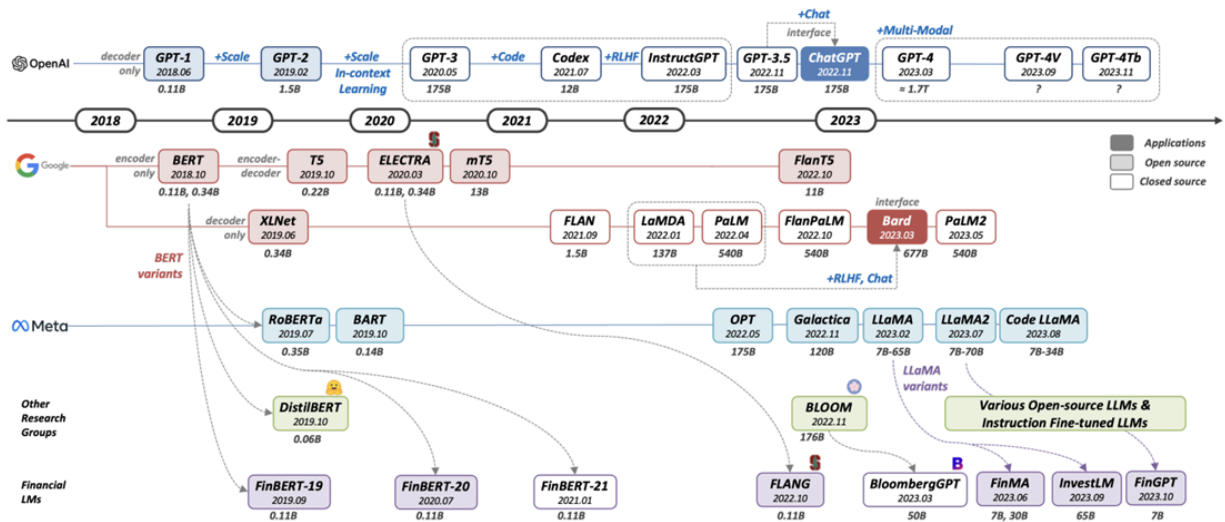 +Chat
OpenAI
decoder only
GPT-1
2018.06
0.11B
+Scale
GPT-2
2019.02
1.5B
+Scale
In-context
Learning
GPT-3
2020.05
175B
+Code
Codex
2021.07
12B
+RLHF
InstructGPT
2022.03
175B
GPT-3.5
2022.11
175B
interface
ChatGPT
2022.11
175B
+Multi-Modal
GPT-4
2023.03
≈ 1.7T
GPT-4V
2023.09
?
GPT-4Tb
2023.11
?
2018
2019
2020
2021
2022
2023
Applications
Open source
Closed source
Google
encoder
only
BERT
2018.10
0.11B, 0.34B
encoder-
decoder
T5
2019.10
0.22B
ELECTRA
2020.03
0.11B, 0.34B
S
mT5
2020.10
13B
FlanT5
2022.10
11B
decoder
only
XLNet
2019.06
0.34B
FLAN
2021.09
1.5B
LaMDA
2022.01
137B
PaLM
2022.04
540B
FlanPaLM
2022.10
540B
interface
Bard
2023.03
677B
PaLM2
2023.05
540B
+RLHF, Chat
BERT
variants
Meta
RoBERTa
2019.07
0.35B
BART
2019.10
0.14B
OPT
2022.05
175B
Galactica
2022.11
120B
LLaMA
2023.02
7B-65B
LLaMA2
2023.07
7B-70B
Code LLaMA
2023.08
7B-34B
LLaMA
variants
Other
Research
Groups
DistilBERT
2019.10
0.06B
BLOOM
2022.11
176B
Various Open-source LLMs &
Instruction Fine-tuned LLMs
Financial
LMs
FinBERT-19
2019.09
0.11B
FinBERT-20
2020.07
0.11B
FinBERT-21
2021.01
0.11B
FLANG
2022.10
0.11B
S
BloombergGPT
2023.03
50B
B
FinMA
2023.06
7B, 30B
InvestLM
2023.09
65B
FinGPT
2023.10
7B